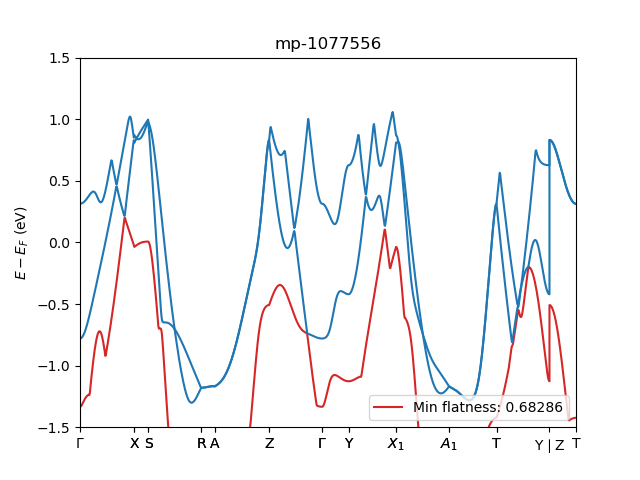 mp-1077556
E − E_F (eV)
1.5
1.0
0.5
0.0
−0.5
−1.0
−1.5
Min flatness: 0.68286
Γ X S R A Z Γ Y X₁ A₁ T Y | Z T